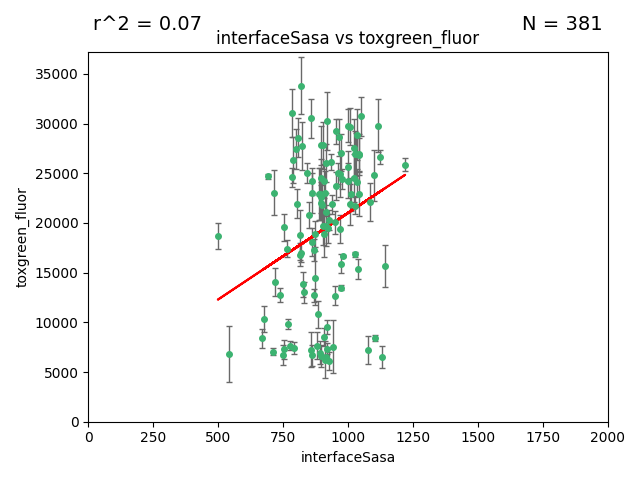 r^2 = 0.07
N = 381
interfaceSasa vs toxgreen_fluor
35000
30000
25000
20000
15000
10000
5000
0
toxgreen_fluor
0 250 500 750 1000 1250 1500 1750 2000
interfaceSasa